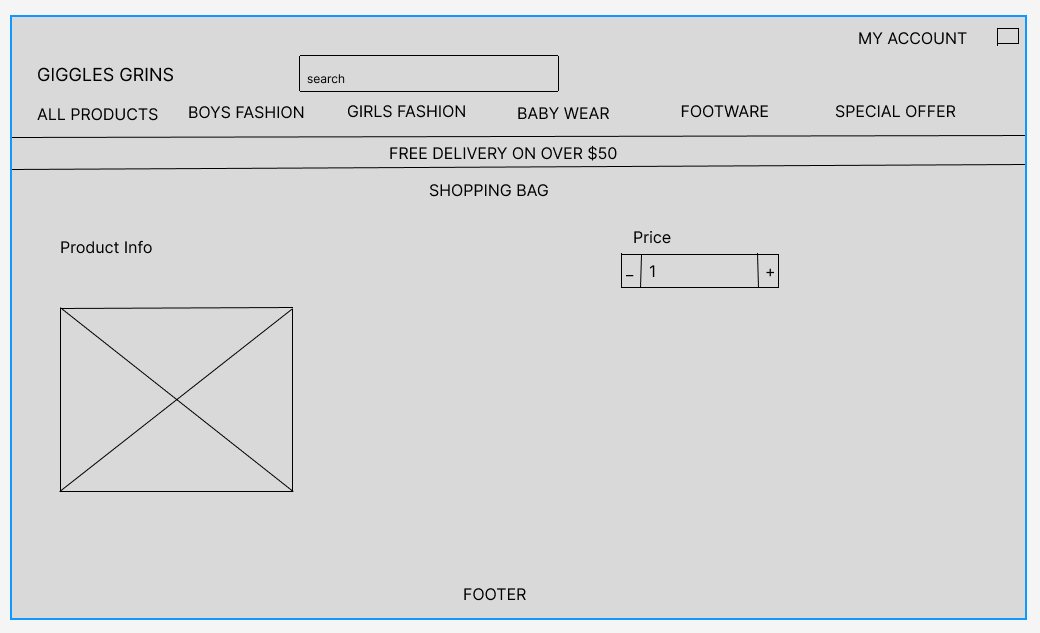 MY ACCOUNT
GIGGLES GRINS
search
ALL PRODUCTS BOYS FASHION GIRLS FASHION BABY WEAR FOOTWARE SPECIAL OFFER
FREE DELIVERY ON OVER $50
SHOPPING BAG
Product Info
Price
– 1 +
FOOTER